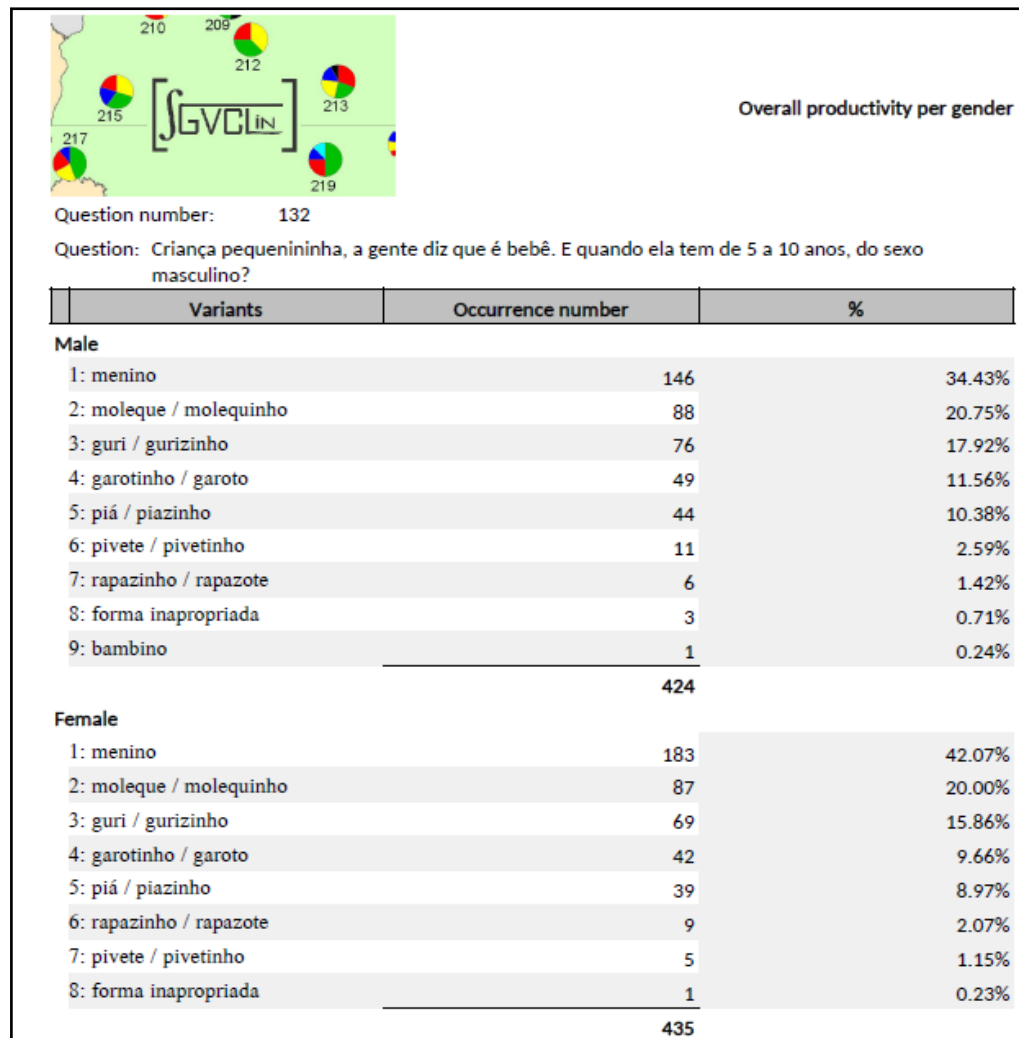 210 209
212
215 [∫GVCLIN] 213
217
219
Overall productivity per gender
Question number: 132
Question: Criança pequenininha, a gente diz que é bebê. E quando ela tem de 5 a 10 anos, do sexo
masculino?
Variants Occurrence number %
Male
1: menino 146 34.43%
2: moleque / molequinho 88 20.75%
3: guri / gurizinho 76 17.92%
4: garotinho / garoto 49 11.56%
5: piá / piazinho 44 10.38%
6: pivete / pivetinho 11 2.59%
7: rapazinho / rapazote 6 1.42%
8: forma inapropriada 3 0.71%
9: bambino 1 0.24%
424
Female
1: menino 183 42.07%
2: moleque / molequinho 87 20.00%
3: guri / gurizinho 69 15.86%
4: garotinho / garoto 42 9.66%
5: piá / piazinho 39 8.97%
6: rapazinho / rapazote 9 2.07%
7: pivete / pivetinho 5 1.15%
8: forma inapropriada 1 0.23%
435